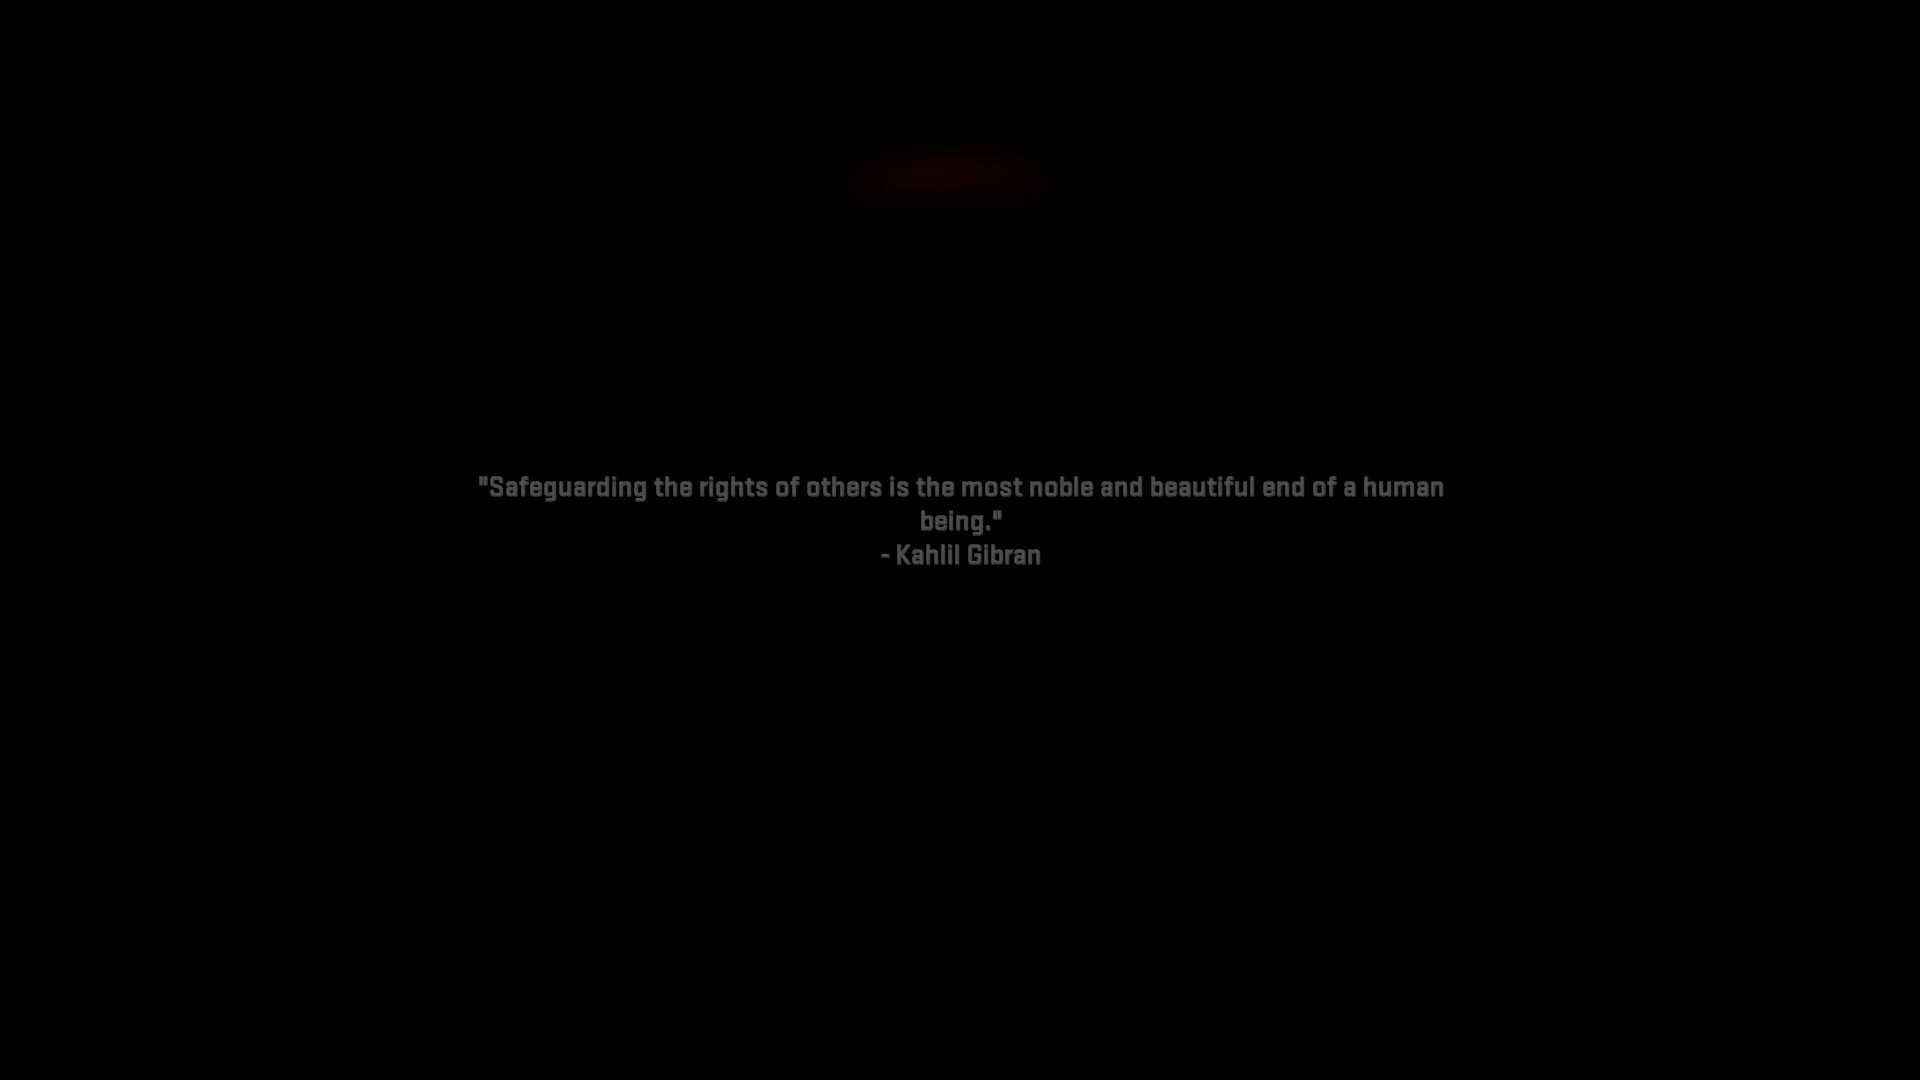 "Safeguarding the rights of others is the most noble and beautiful end of a human
being."
- Kahlil Gibran